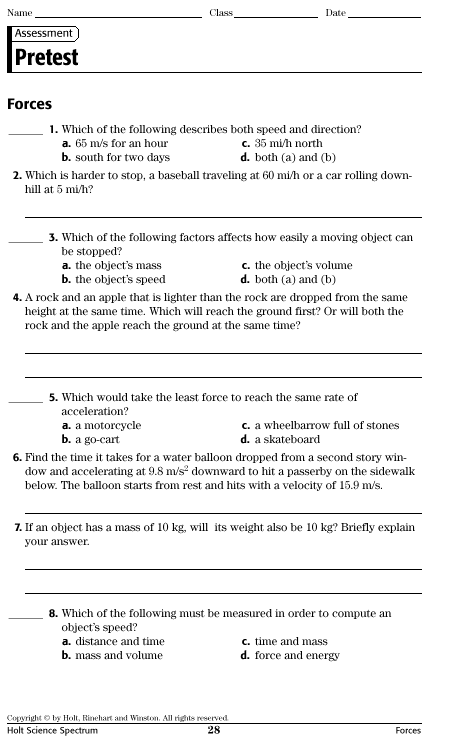 Name Class Date
Assessment
Pretest
Forces
1. Which of the following describes both speed and direction?
a. 65 m/s for an hour c. 35 mi/h north
b. south for two days d. both (a) and (b)
2. Which is harder to stop, a baseball traveling at 60 mi/h or a car rolling down-
hill at 5 mi/h?
3. Which of the following factors affects how easily a moving object can
be stopped?
a. the object's mass c. the object's volume
b. the object's speed d. both (a) and (b)
4. A rock and an apple that is lighter than the rock are dropped from the same
height at the same time. Which will reach the ground first? Or will both the
rock and the apple reach the ground at the same time?
5. Which would take the least force to reach the same rate of
acceleration?
a. a motorcycle c. a wheelbarrow full of stones
b. a go-cart d. a skateboard
6. Find the time it takes for a water balloon dropped from a second story win-
dow and accelerating at 9.8 m/s² downward to hit a passerby on the sidewalk
below. The balloon starts from rest and hits with a velocity of 15.9 m/s.
7. If an object has a mass of 10 kg, will its weight also be 10 kg? Briefly explain
your answer.
8. Which of the following must be measured in order to compute an
object's speed?
a. distance and time c. time and mass
b. mass and volume d. force and energy
Copyright © by Holt, Rinehart and Winston. All rights reserved.
Holt Science Spectrum 28 Forces